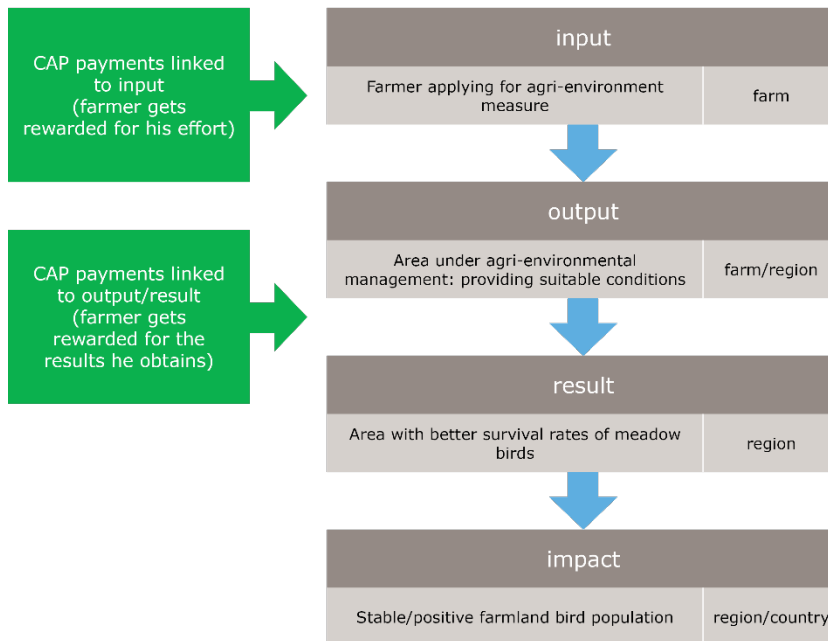 CAP payments linked
to input
(farmer gets
rewarded for his effort)
input
Farmer applying for agri-environment
measure
farm
output
Area under agri-environmental
management: providing suitable conditions
farm/region
CAP payments linked
to output/result
(farmer gets
rewarded for the
results he obtains)
result
Area with better survival rates of meadow
birds
region
impact
Stable/positive farmland bird population
region/country